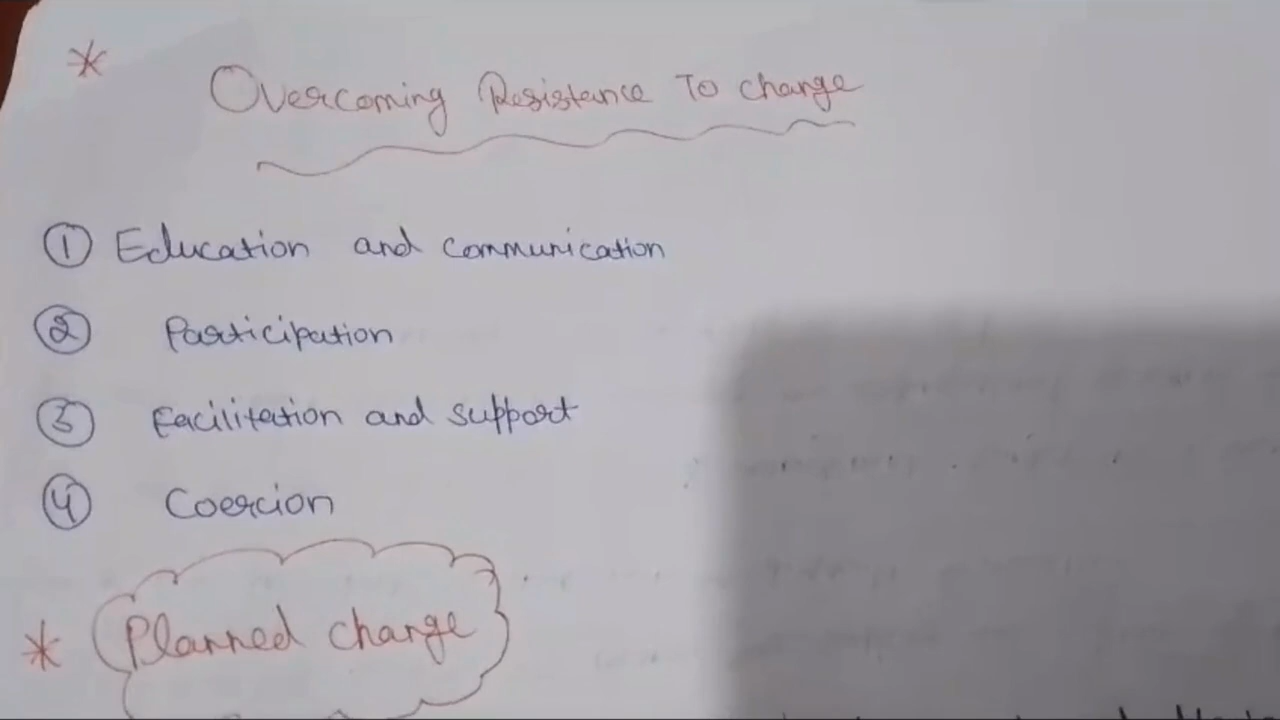 * Overcoming Resistance To change
① Education and communication
② Participation
③ Facilitation and support
④ Coercion
* Planned change